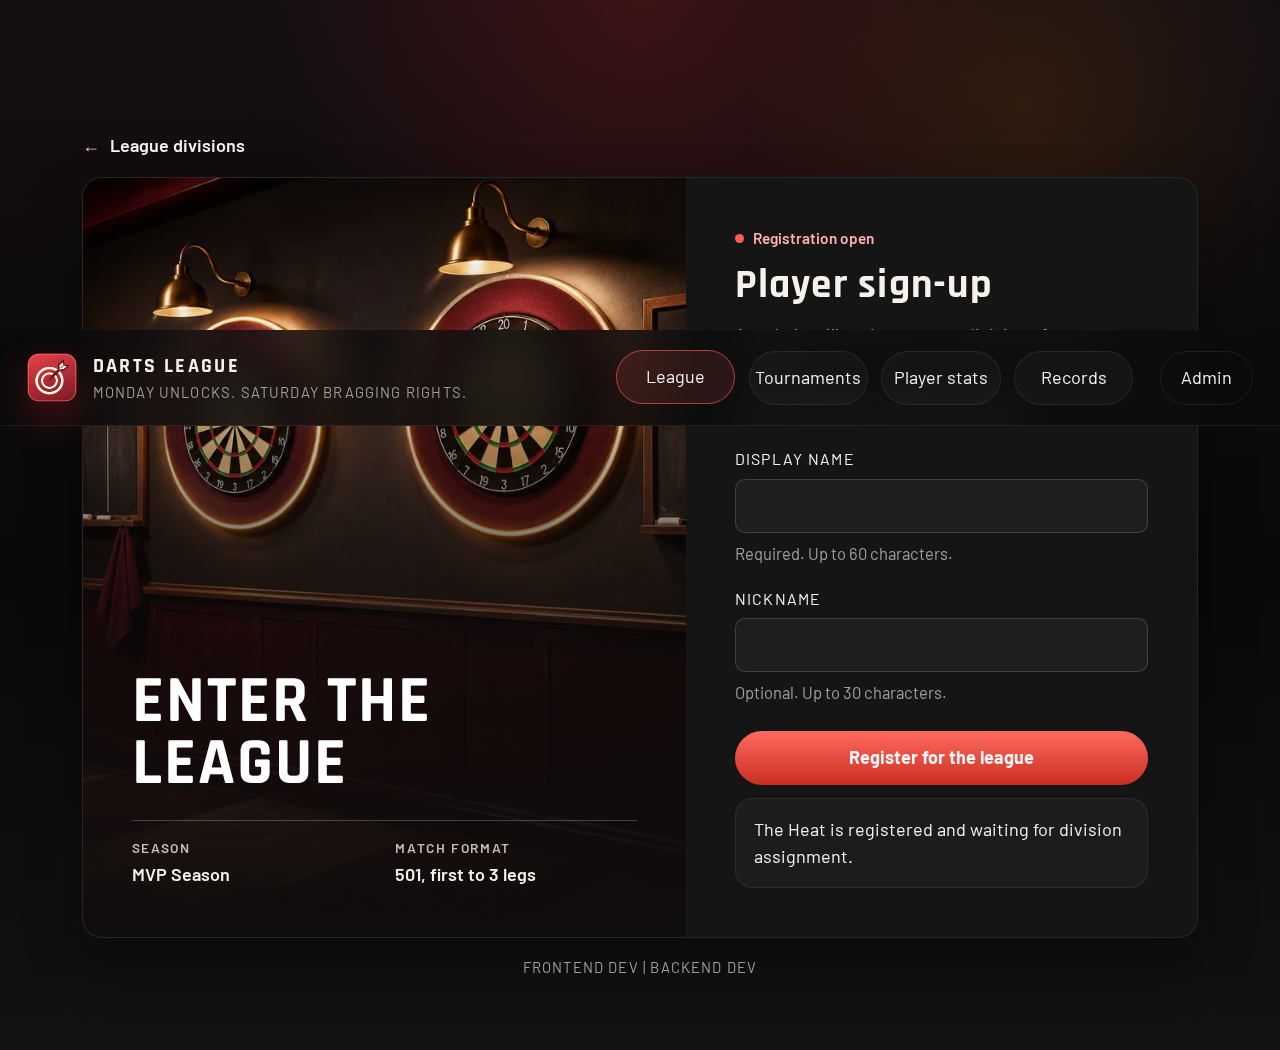 ← League divisions
Registration open
Player sign-up
DARTS LEAGUE
MONDAY UNLOCKS. SATURDAY BRAGGING RIGHTS.
League
Tournaments
Player stats
Records
Admin
DISPLAY NAME
Required. Up to 60 characters.
NICKNAME
Optional. Up to 30 characters.
Register for the league
The Heat is registered and waiting for division
assignment.
ENTER THE
LEAGUE
SEASON
MATCH FORMAT
MVP Season
501, first to 3 legs
FRONTEND DEV | BACKEND DEV